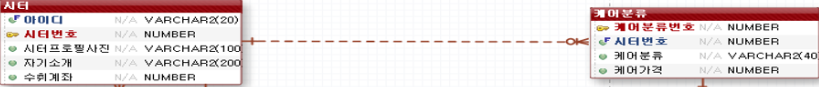 시터
아이디 N/A VARCHAR2(20)
시터번호 N/A NUMBER
시터프로필사진 N/A VARCHAR2(100
자기소개 N/A VARCHAR2(200
수취계좌 N/A NUMBER
케어분류
케어분류번호 N/A NUMBER
시터번호 N/A NUMBER
케어분류 N/A VARCHAR2(40
케어가격 N/A NUMBER